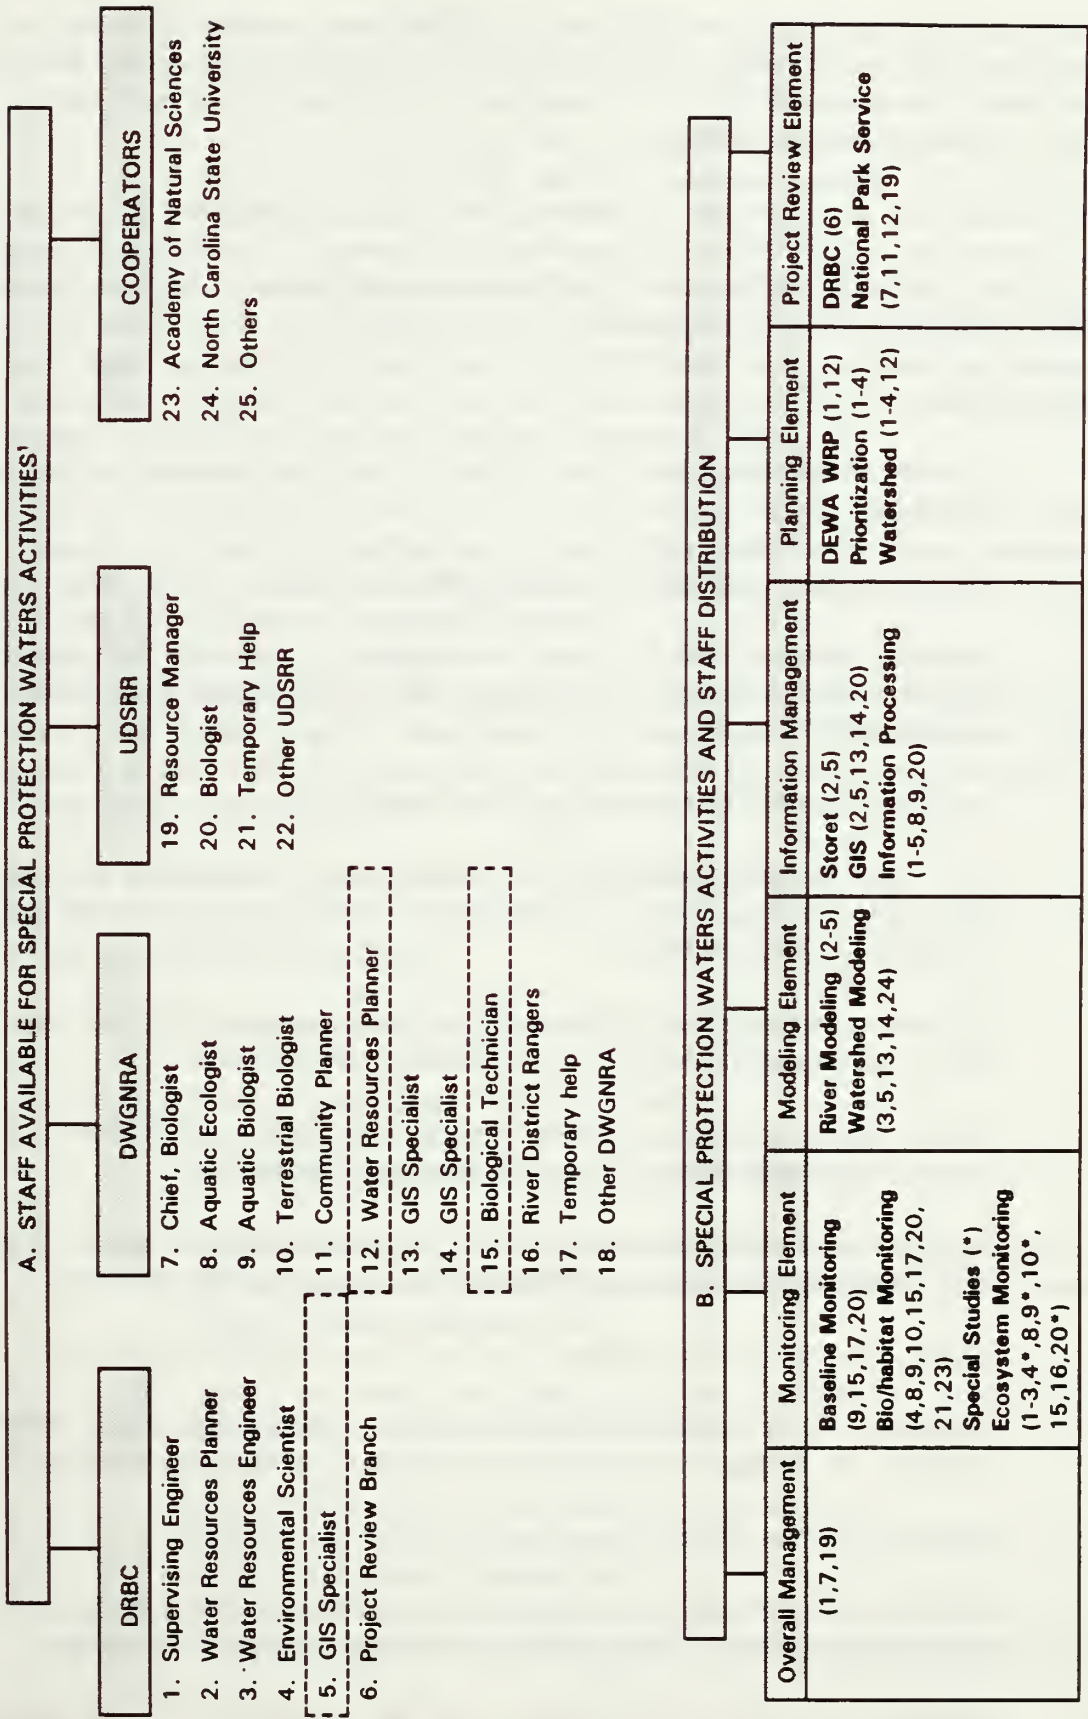 A. STAFF AVAILABLE FOR SPECIAL PROTECTION WATERS ACTIVITIES¹
DRBC
1. Supervising Engineer
2. Water Resources Planner
3. Water Resources Engineer
4. Environmental Scientist
5. GIS Specialist
6. Project Review Branch
DWGNRA
7. Chief, Biologist
8. Aquatic Ecologist
9. Aquatic Biologist
10. Terrestrial Biologist
11. Community Planner
12. Water Resources Planner
13. GIS Specialist
14. GIS Specialist
15. Biological Technician
16. River District Rangers
17. Temporary help
18. Other DWGNRA
UDSRR
19. Resource Manager
20. Biologist
21. Temporary Help
22. Other UDSRR
COOPERATORS
23. Academy of Natural Sciences
24. North Carolina State University
25. Others
B. SPECIAL PROTECTION WATERS ACTIVITIES AND STAFF DISTRIBUTION
Overall Management
(1,7,19)
Monitoring Element
Baseline Monitoring
(9,15,17,20)
Bio/habitat Monitoring
(4,8,9,10,15,17,20,
21,23)
Special Studies (*)
Ecosystem Monitoring
(1-3,4*,8,9*,10*,
15,16,20*)
Modeling Element
River Modeling (2-5)
Watershed Modeling
(3,5,13,14,24)
Information Management
Storet (2,5)
GIS (2,5,13,14,20)
Information Processing
(1-5,8,9,20)
Planning Element
DEWA WRP (1,12)
Prioritization (1-4)
Watershed (1-4,12)
Project Review Element
DRBC (6)
National Park Service
(7,11,12,19)